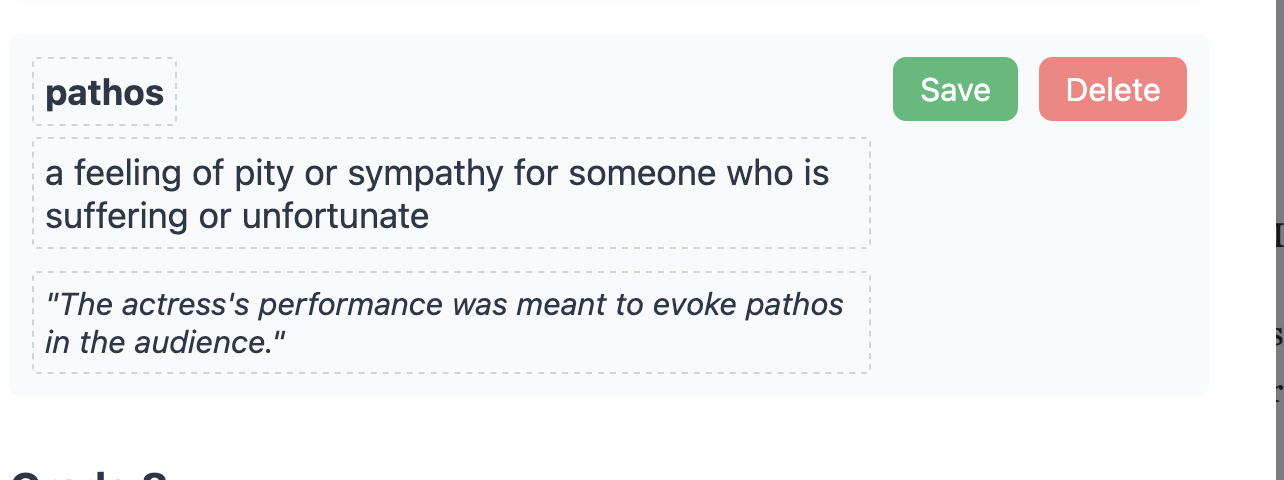 pathos
Save
Delete
a feeling of pity or sympathy for someone who is
suffering or unfortunate
"The actress's performance was meant to evoke pathos
in the audience."